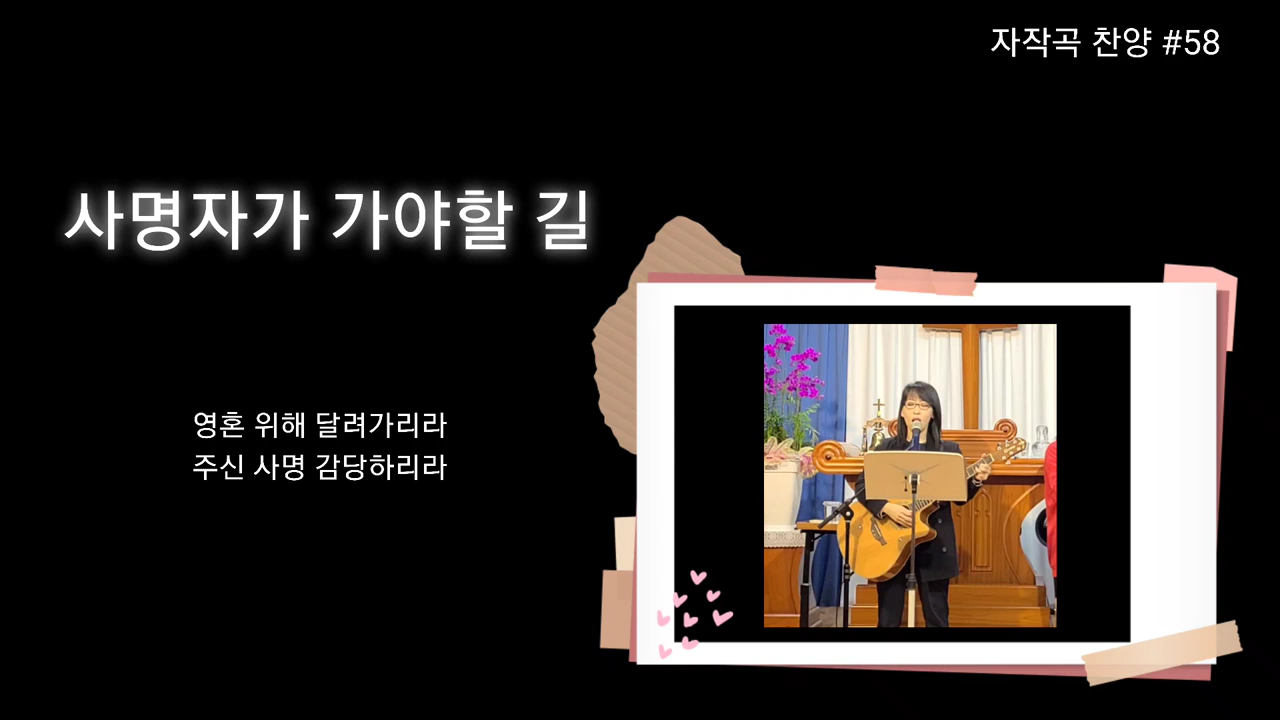 자작곡 찬양 #58
사명자가 가야할 길
영혼 위해 달려가리라
주신 사명 감당하리라